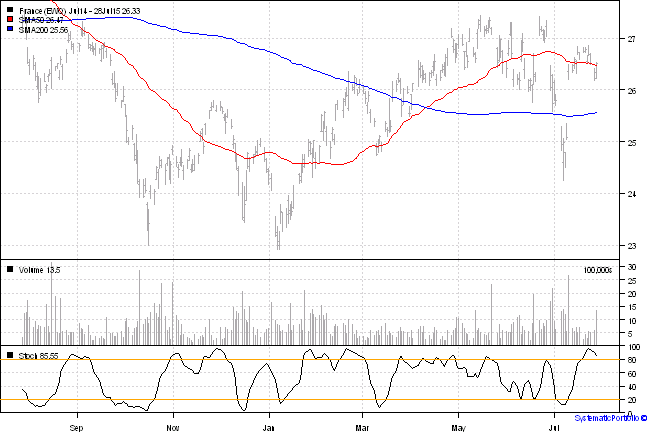 France (EWQ) Jul14 - 28Jul15 26.33
SMA50 26.47
SMA200 25.56
27
26
25
24
23
Volume 13.5
100,000s
30
25
20
15
10
5
Stoch 85.55
100
80
60
40
20
0
Sep
Nov
Jan
Mar
May
Jul
SystematicPortfolio ©